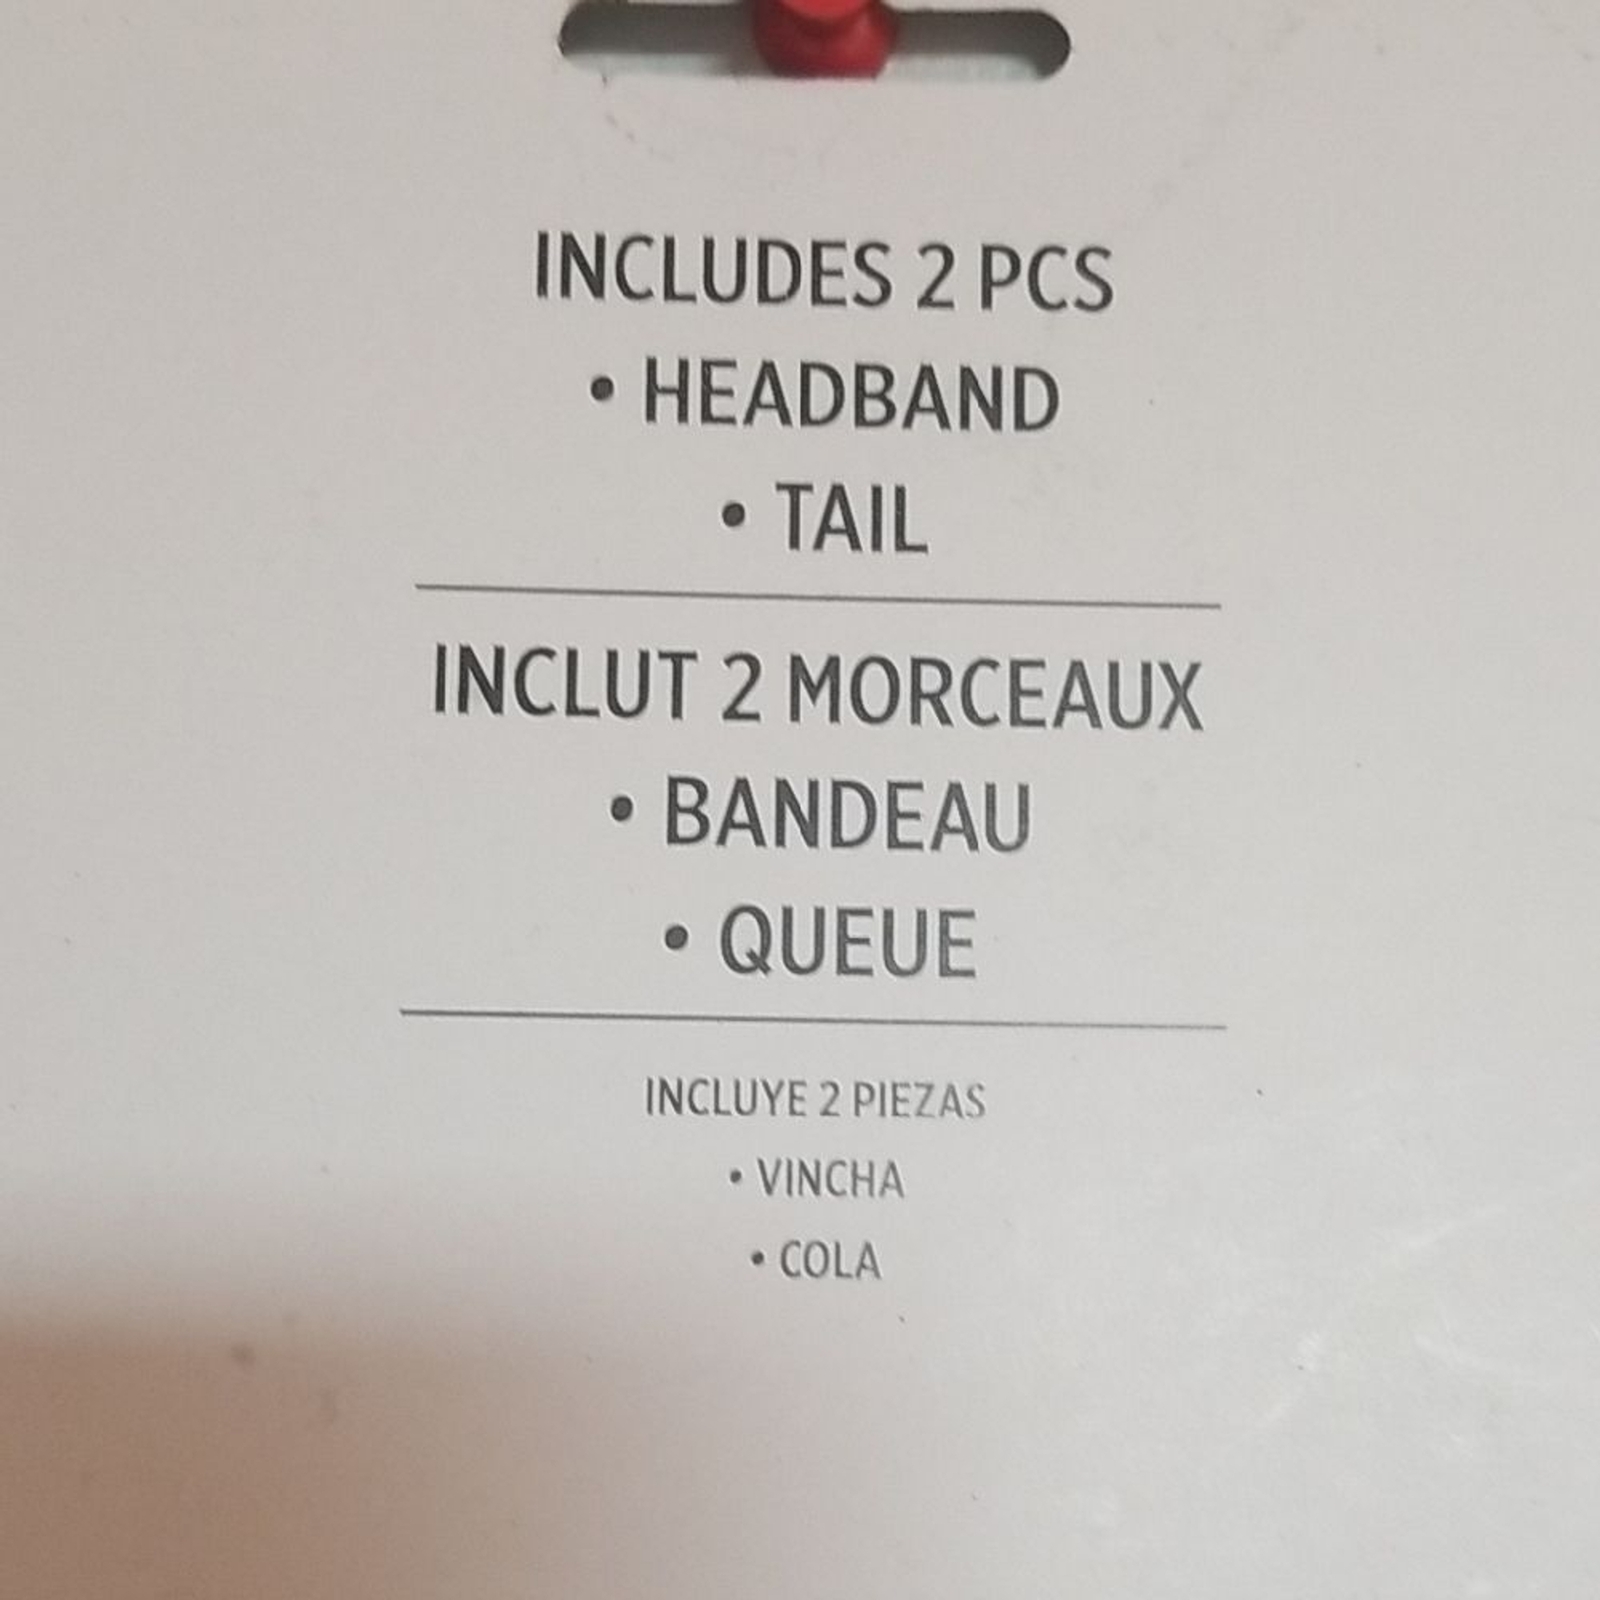 INCLUDES 2 PCS
• HEADBAND
• TAIL
INCLUT 2 MORCEAUX
• BANDEAU
• QUEUE
INCLUYE 2 PIEZAS
• VINCHA
• COLA